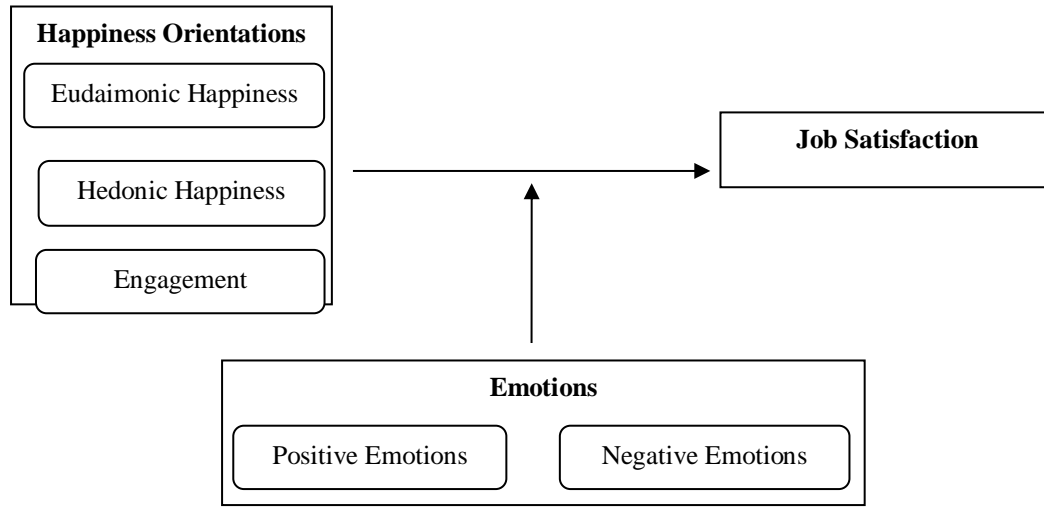 Happiness Orientations
Eudaimonic Happiness
Hedonic Happiness
Engagement
Job Satisfaction
Emotions
Positive Emotions
Negative Emotions